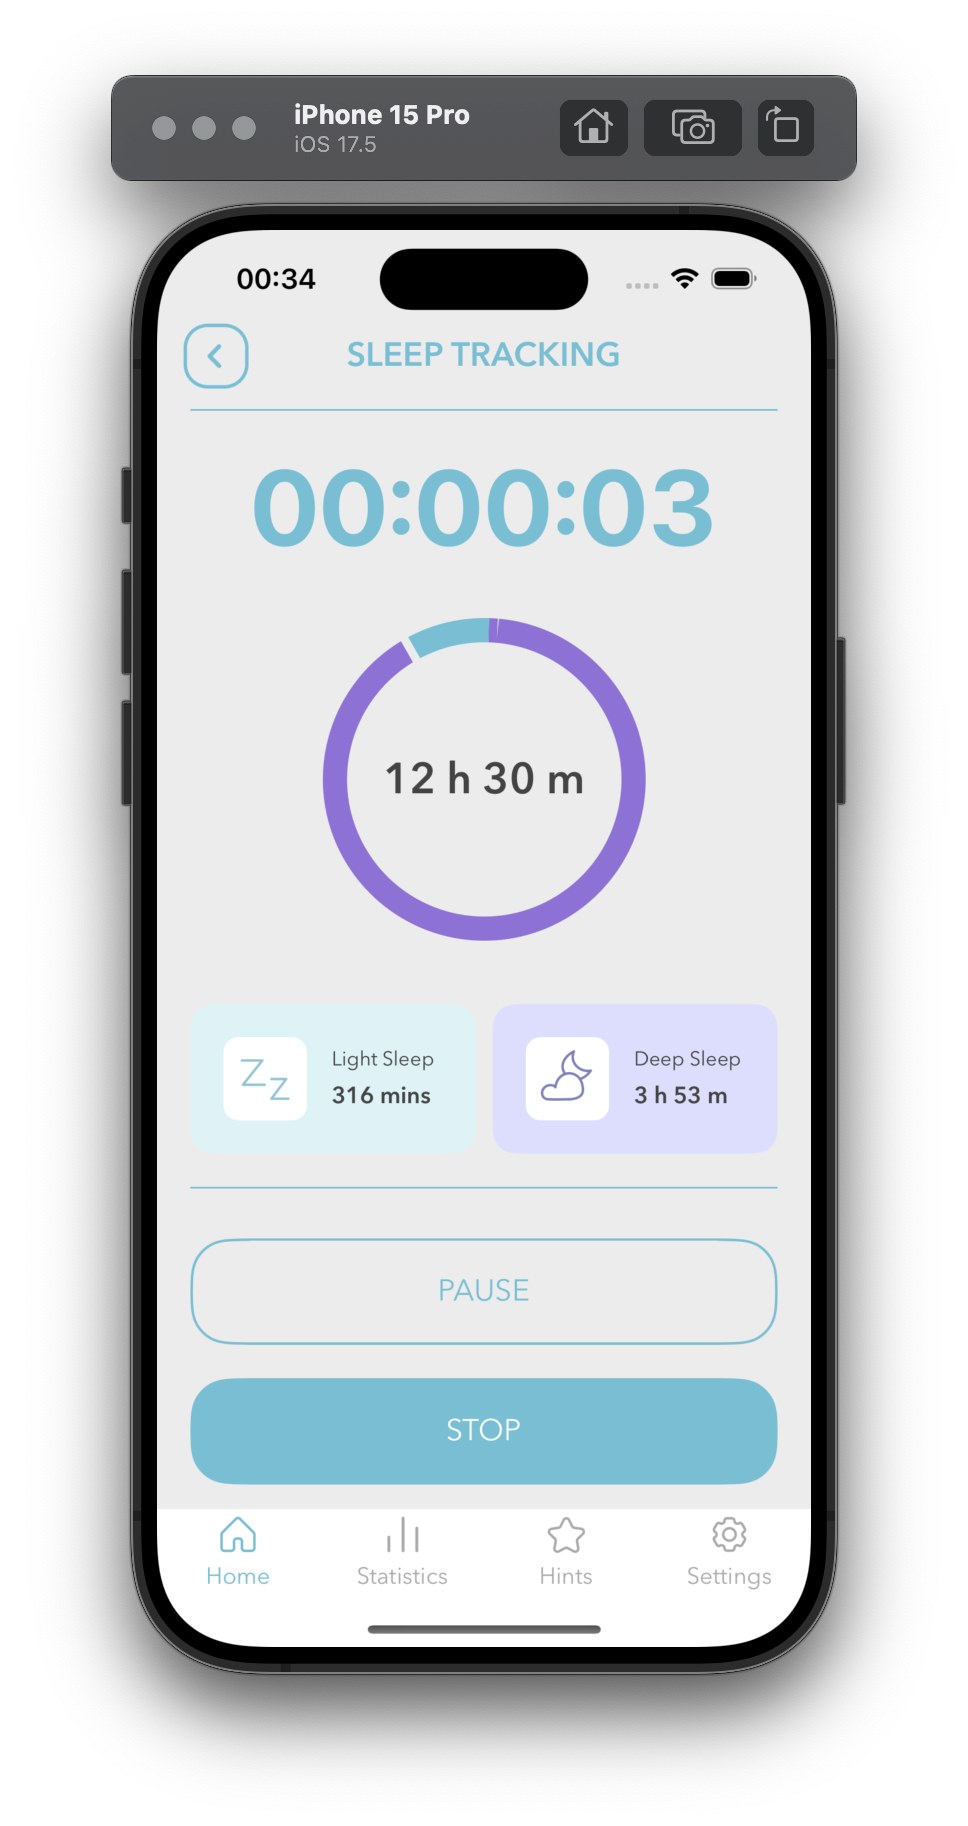 iPhone 15 Pro
iOS 17.5
00:34
SLEEP TRACKING
00:00:03
12 h 30 m
Light Sleep
316 mins
Deep Sleep
3 h 53 m
PAUSE
STOP
Home
Statistics
Hints
Settings